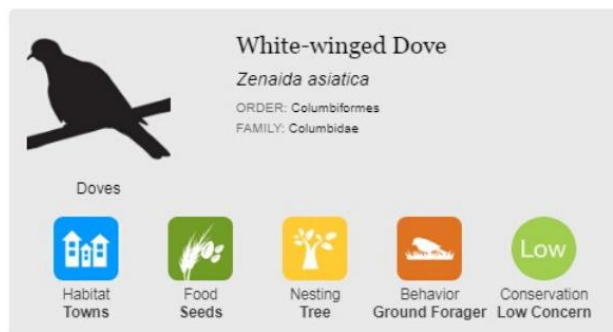 White-winged Dove
Zenaida asiatica
ORDER: Columbiformes
FAMILY: Columbidae
Doves
Low
Habitat
Towns
Food
Seeds
Nesting
Tree
Behavior
Ground Forager
Conservation
Low Concern